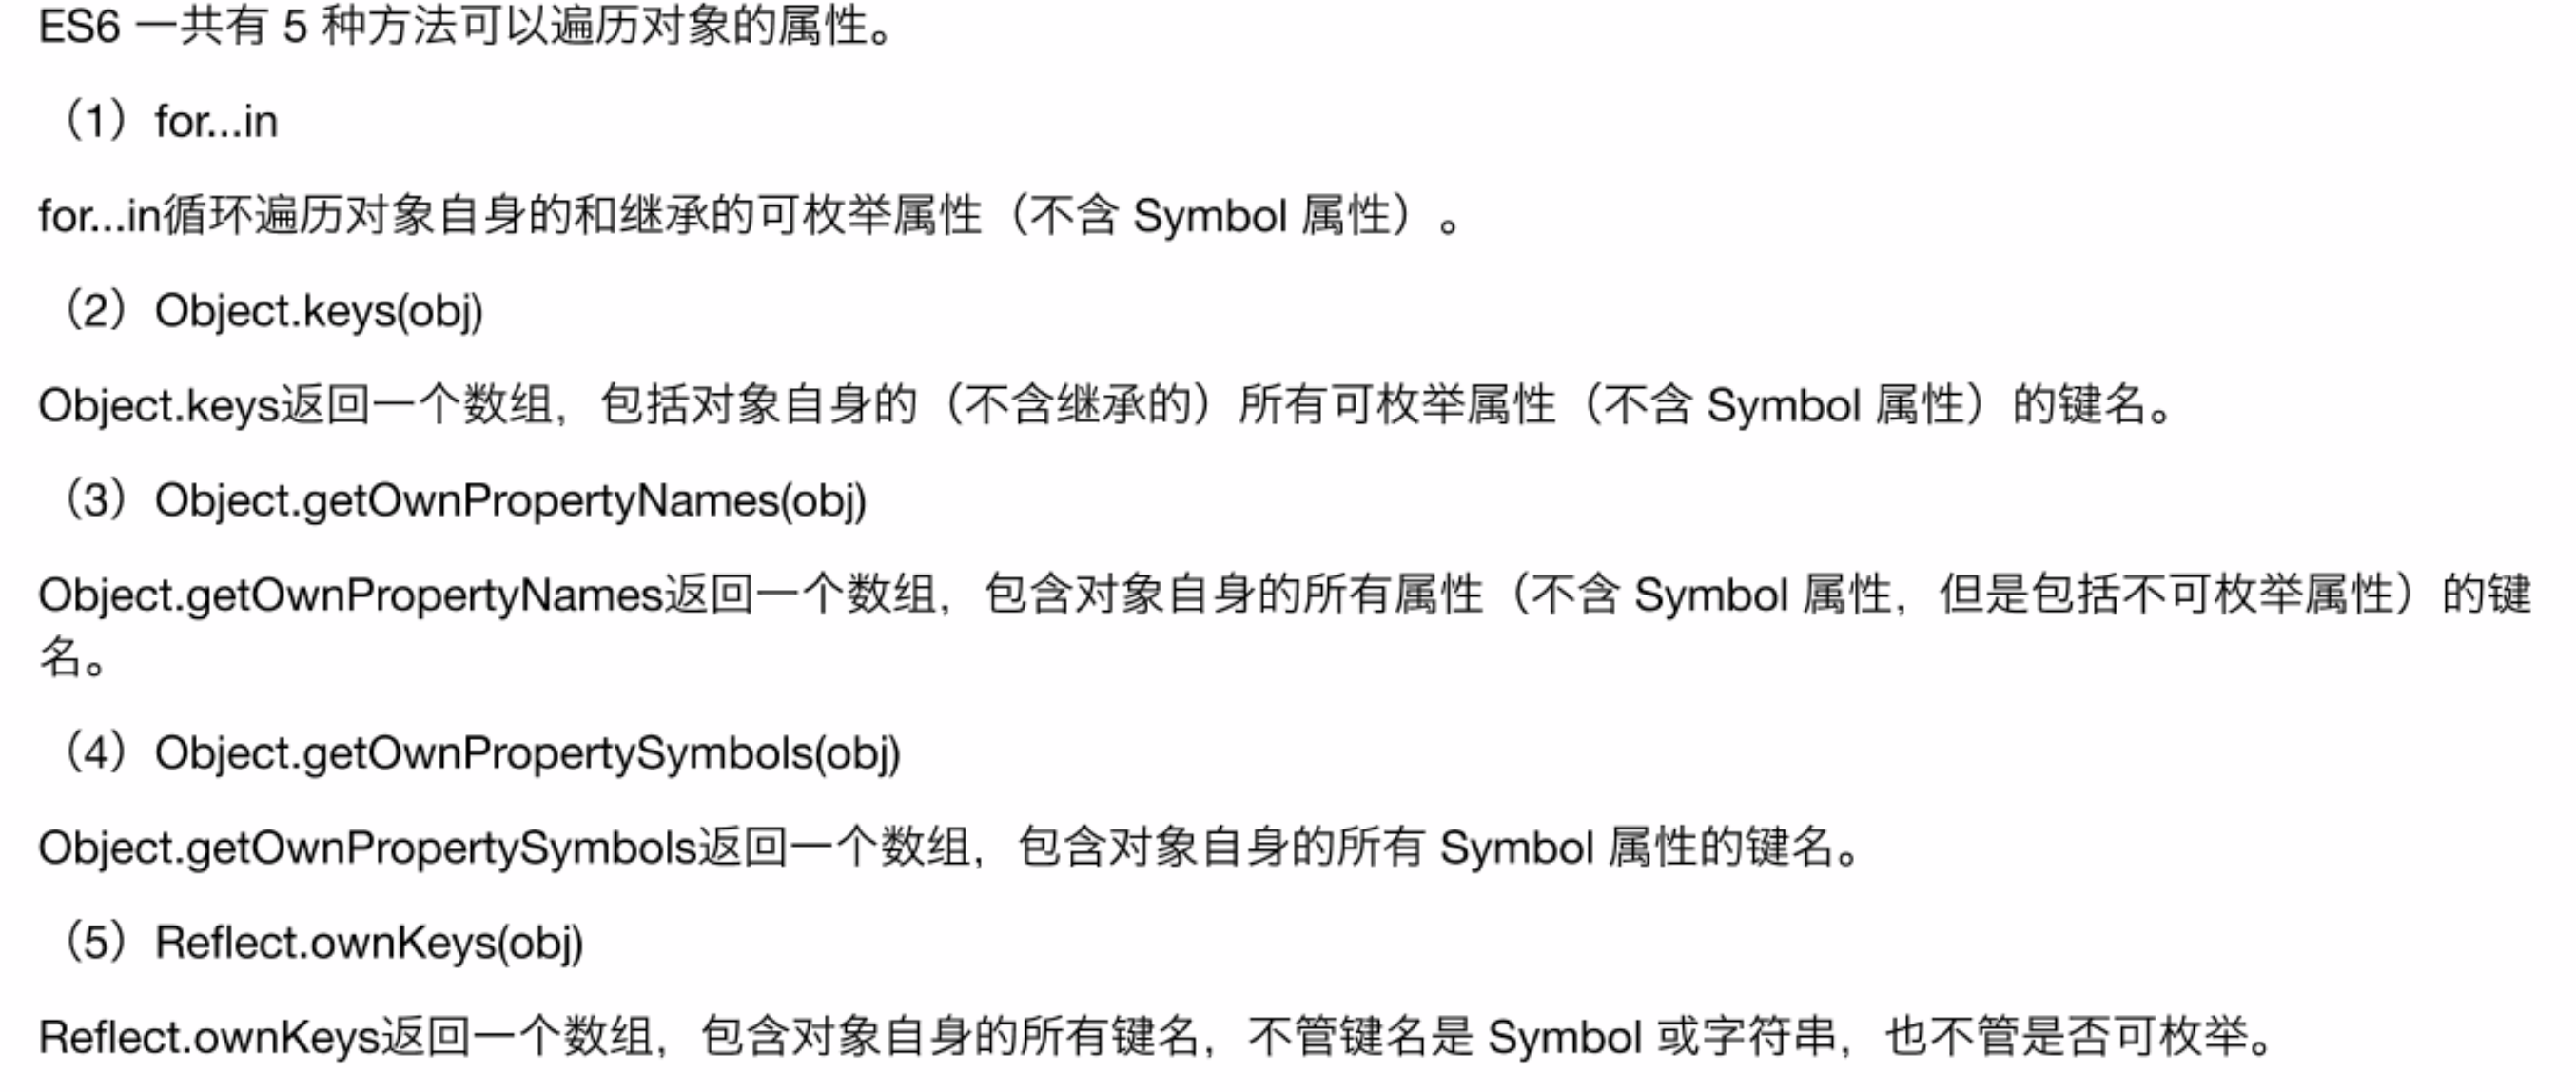 ES6 一共有 5 种方法可以遍历对象的属性。
（1）for...in
for...in循环遍历对象自身的和继承的可枚举属性（不含 Symbol 属性）。
（2）Object.keys(obj)
Object.keys返回一个数组，包括对象自身的（不含继承的）所有可枚举属性（不含 Symbol 属性）的键名。
（3）Object.getOwnPropertyNames(obj)
Object.getOwnPropertyNames返回一个数组，包含对象自身的所有属性（不含 Symbol 属性，但是包括不可枚举属性）的键
名。
（4）Object.getOwnPropertySymbols(obj)
Object.getOwnPropertySymbols返回一个数组，包含对象自身的所有 Symbol 属性的键名。
（5）Reflect.ownKeys(obj)
Reflect.ownKeys返回一个数组，包含对象自身的所有键名，不管键名是 Symbol 或字符串，也不管是否可枚举。